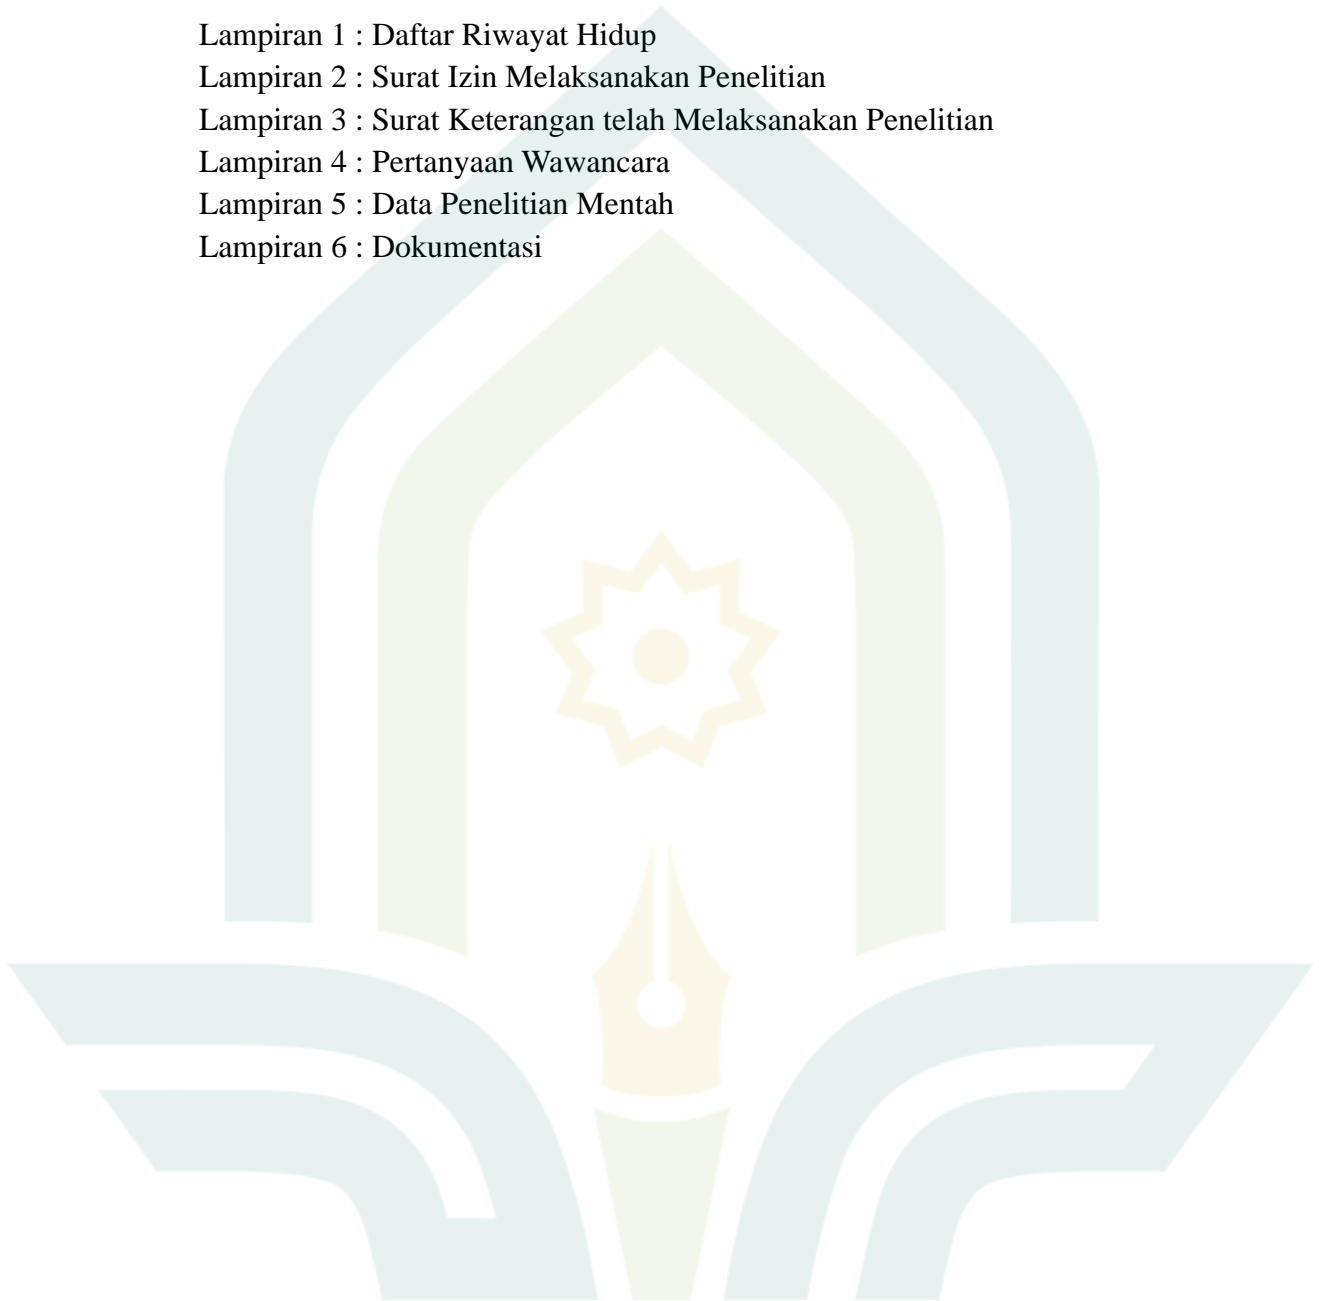 Lampiran 1 : Daftar Riwayat Hidup
Lampiran 2 : Surat Izin Melaksanakan Penelitian
Lampiran 3 : Surat Keterangan telah Melaksanakan Penelitian
Lampiran 4 : Pertanyaan Wawancara
Lampiran 5 : Data Penelitian Mentah
Lampiran 6 : Dokumentasi